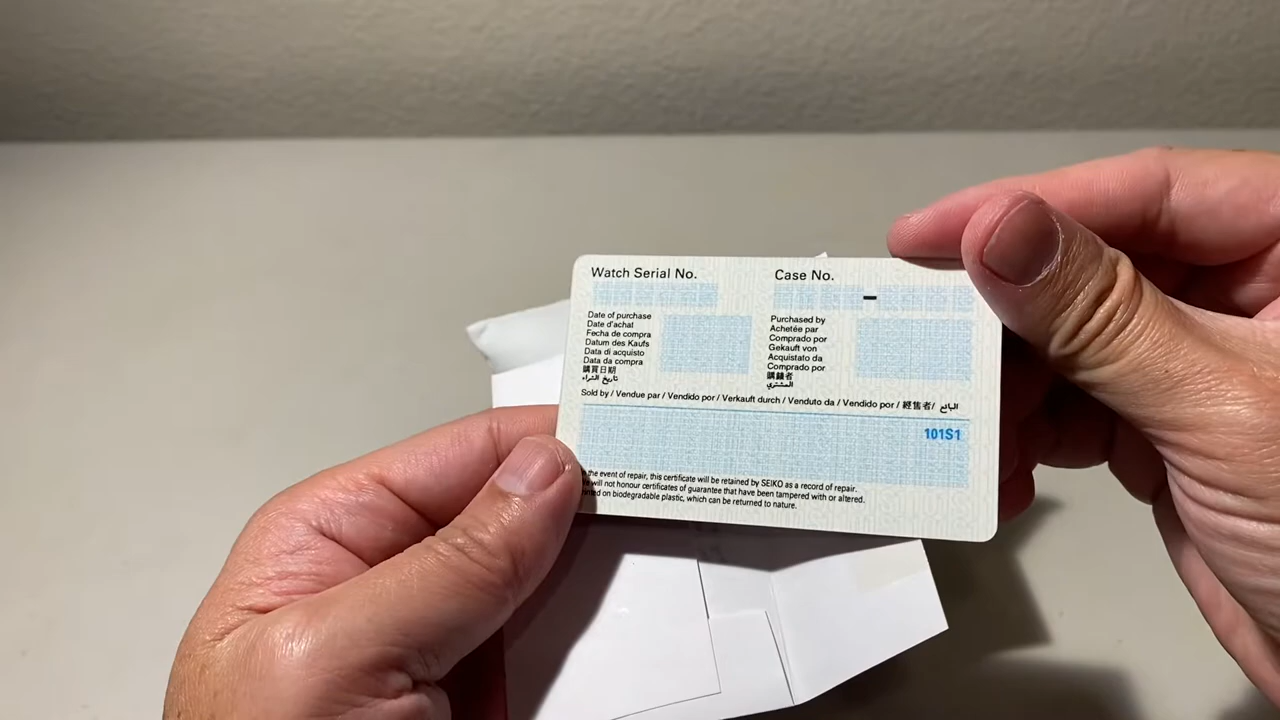 Watch Serial No.
Case No.
–
Date of purchase
Date d'achat
Fecha de compra
Datum des Kaufs
Data di acquisto
Data da compra
購買日期
تاريخ الشراء
Purchased by
Achetée par
Comprado por
Gekauft von
Acquistato da
Comprado por
購錶者
المشتري
Sold by / Vendue par / Vendido por / Verkauft durch / Venduto da / Vendido por / 經售者/ البائع
101S1
the event of repair, this certificate will be retained by SEIKO as a record of repair.
will not honour certificates of guarantee that have been tampered with or altered.
on biodegradable plastic, which can be returned to nature.